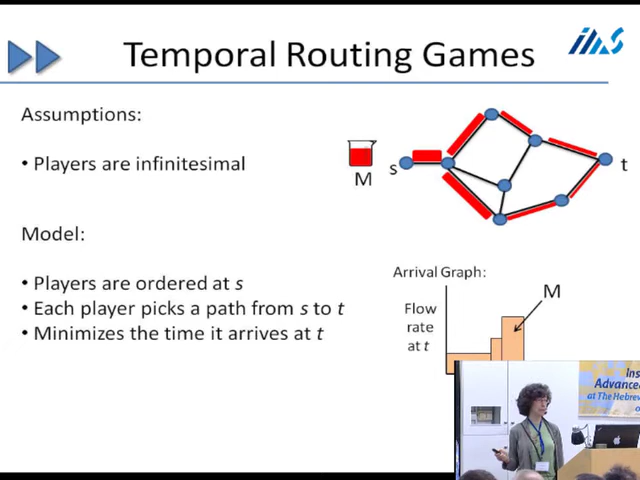 Temporal Routing Games
Assumptions:
• Players are infinitesimal
M
s
t
Model:
• Players are ordered at s
• Each player picks a path from s to t
• Minimizes the time it arrives at t
Arrival Graph:
M
Flow
rate
at t
Ins
Advanced
at The Hebrew